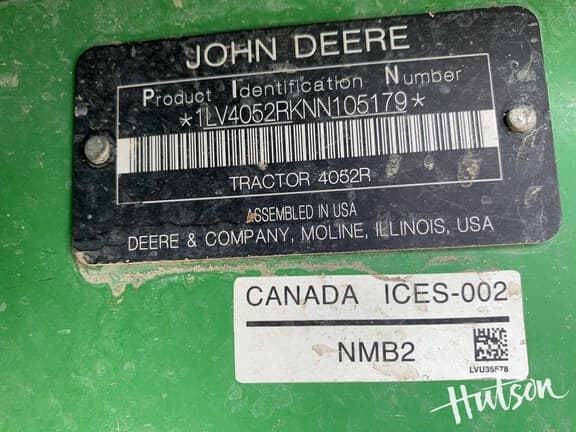 JOHN DEERE
Product Identification Number
*1LV4052RKNN105179*
TRACTOR 4052R
ASSEMBLED IN USA
DEERE & COMPANY, MOLINE, ILLINOIS, USA
CANADA ICES-002
NMB2
LVU35578
Hutson